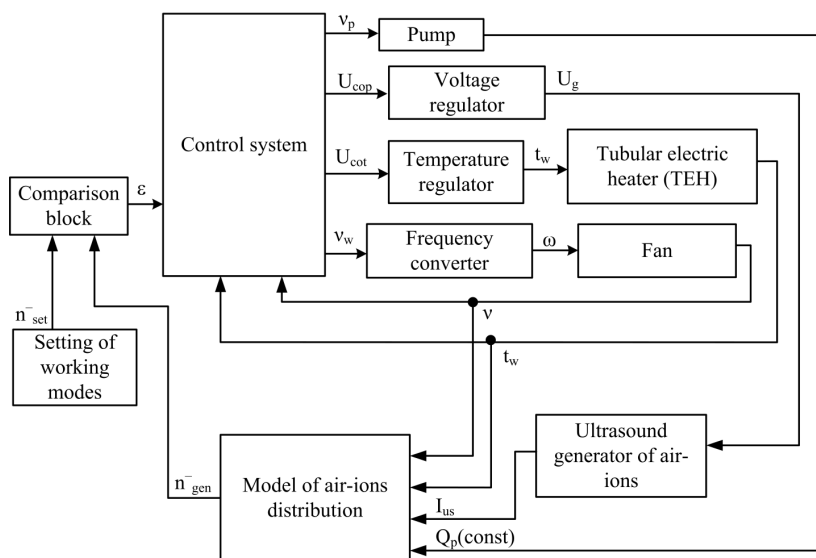 ν_p
Pump
U_cop
Voltage
regulator
U_g
Control system
U_cot
Temperature
regulator
t_w
Tubular electric
heater (TEH)
Comparison
block
ε
ν_w
Frequency
converter
ω
Fan
n⁻_set
ν
Setting of
working
modes
t_w
Ultrasound
generator of air-
ions
n⁻_gen
Model of air-ions
distribution
I_us
Q_p(const)